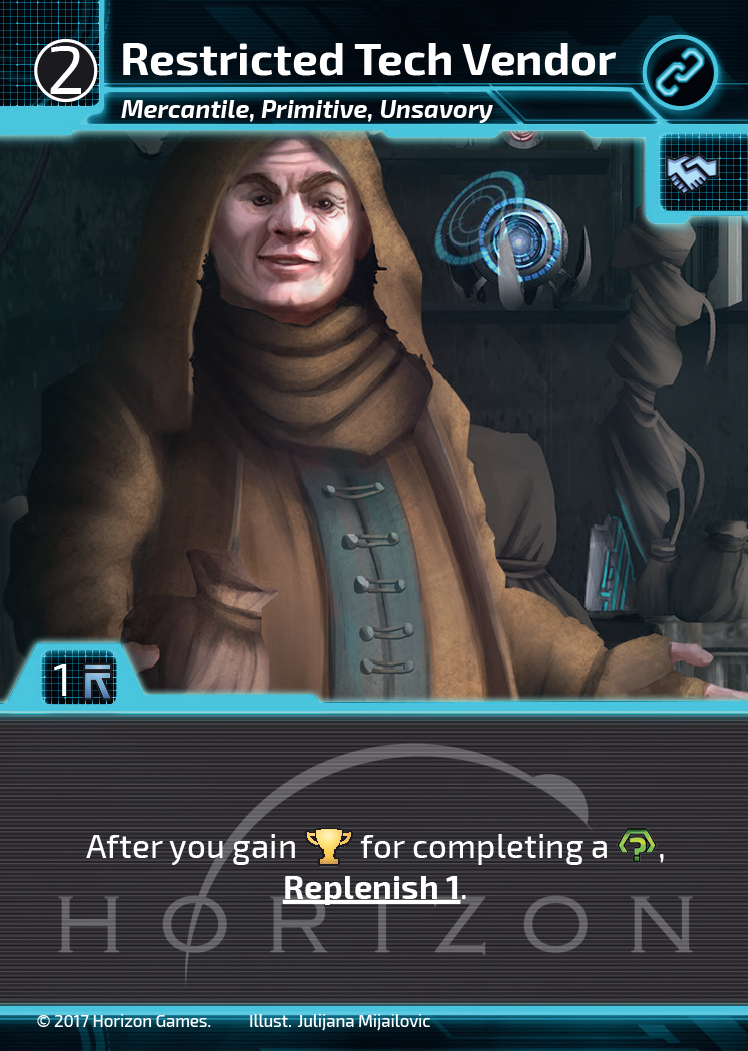 2
Restricted Tech Vendor
Mercantile, Primitive, Unsavory
1
After you gain for completing a ,
Replenish 1.
HORIZON
© 2017 Horizon Games. Illust. Julijana Mijailovic